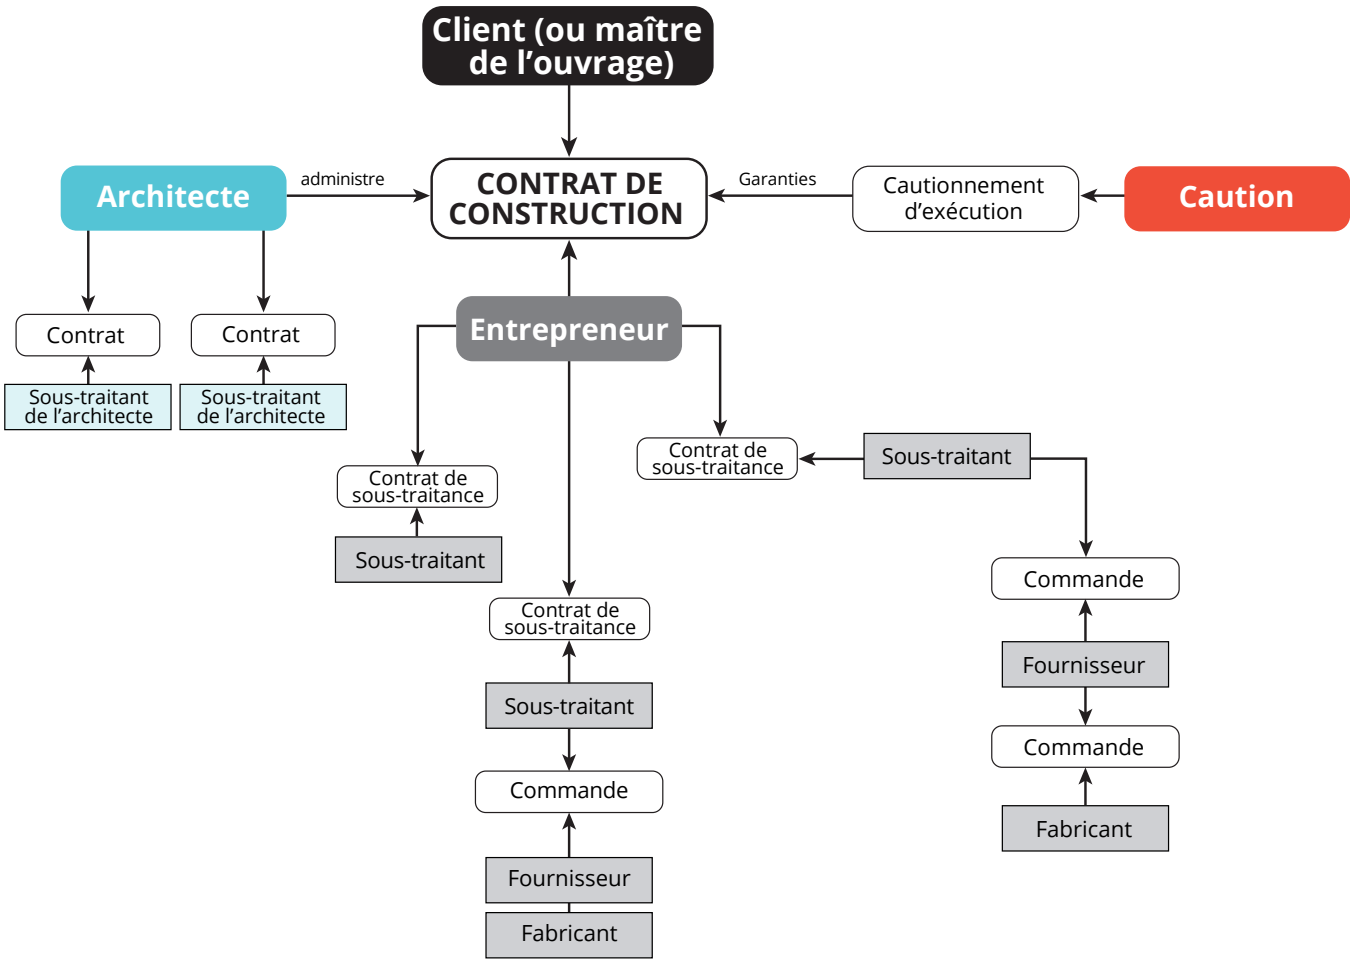 Client (ou maître
de l’ouvrage)
Architecte
administre
CONTRAT DE
CONSTRUCTION
Garanties
Cautionnement
d’exécution
Caution
Contrat
Contrat
Sous-traitant
de l’architecte
Sous-traitant
de l’architecte
Entrepreneur
Contrat de
sous-traitance
Sous-traitant
Contrat de
sous-traitance
Sous-traitant
Contrat de
sous-traitance
Sous-traitant
Commande
Fournisseur
Fabricant
Commande
Fournisseur
Commande
Fabricant